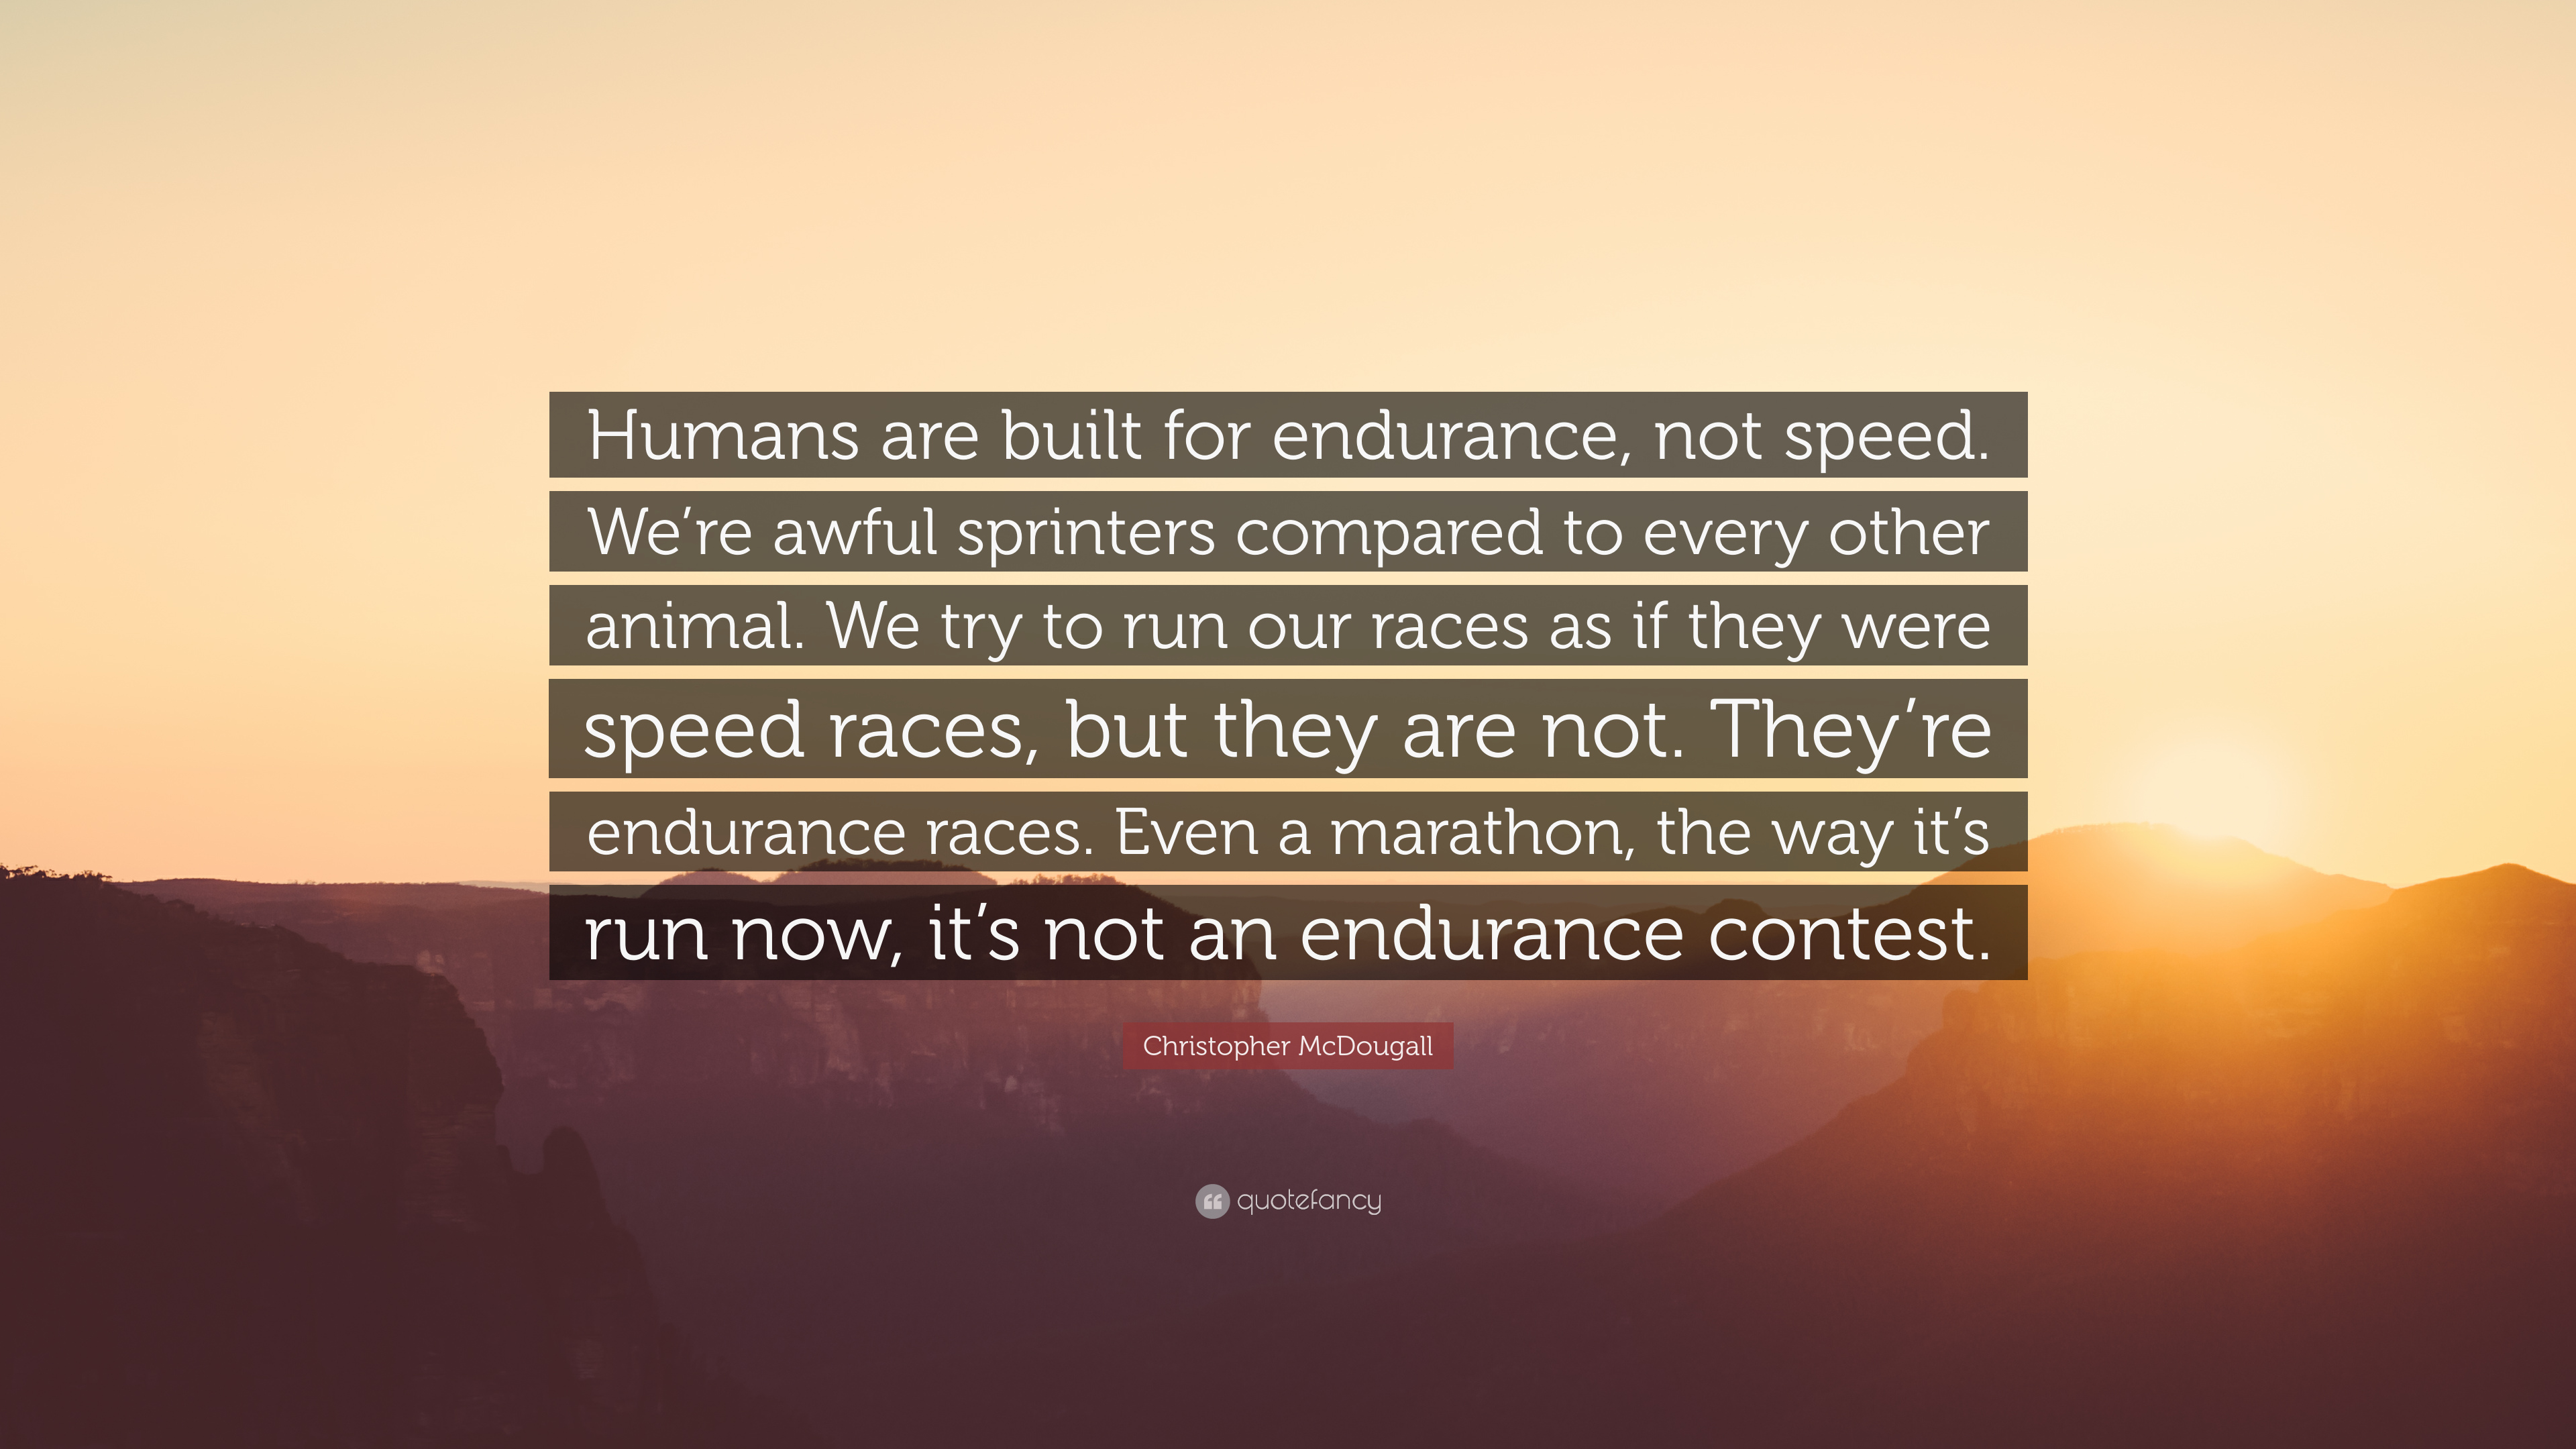 Humans are built for endurance, not speed.
We’re awful sprinters compared to every other
animal. We try to run our races as if they were
speed races, but they are not. They’re
endurance races. Even a marathon, the way it’s
run now, it’s not an endurance contest.
Christopher McDougall
quotefancy